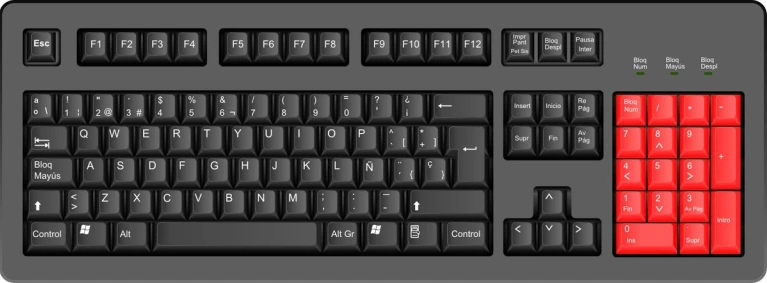 Esc F1 F2 F3 F4 F5 F6 F7 F8 F9 F10 F11 F12
Impr Pant Pet Sis
Bloq Despl
Pausa Inter
Bloq Num
Bloq Mayús
Bloq Despl
ª º \
! 1 |
" 2 @
· 3 #
$ 4
% 5
& 6 ¬
/ 7
( 8
) 9
= 0
? '
¿ ¡
←
Insert Inicio Re Pág
Bloq Num / * -
Q W E R T Y U I O P
^ ` [
* + ]
Supr Fin Av Pág
7 8 9 +
Bloq Mayús
A S D F G H J K L Ñ
¨ ´ {
ç }
4 5 6
< >
Z X C V B N M
; ,
: .
_ -
1 Fin
2
3 Av Pág
Intro
Control Alt Alt Gr Control
0 Ins
. Supr